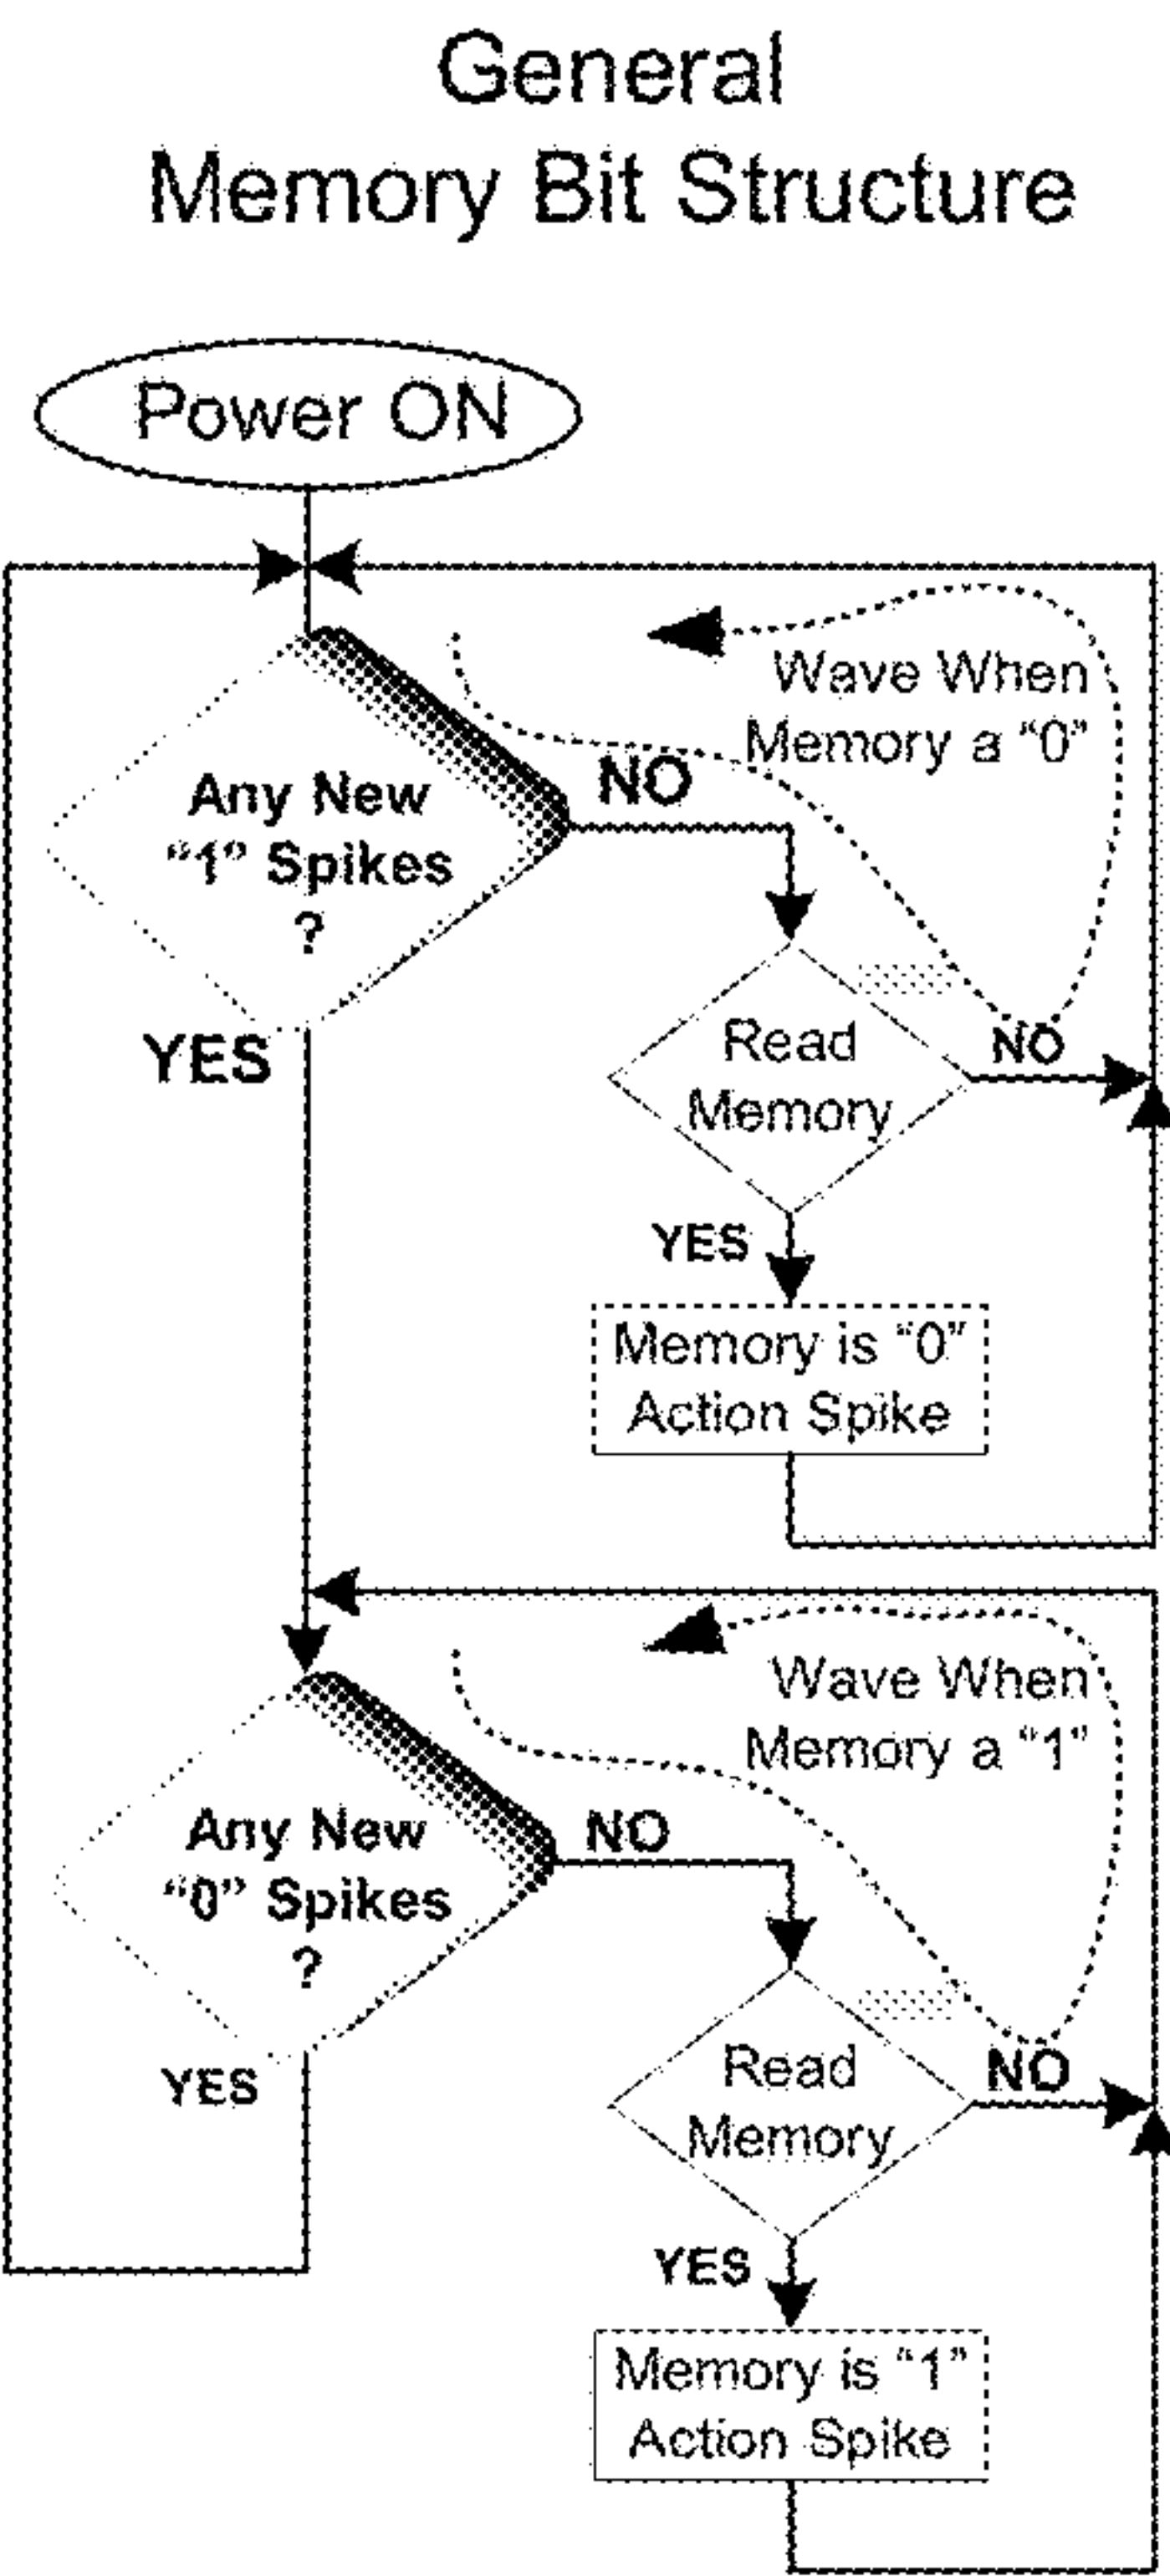 General
Memory Bit Structure
Power ON
Wave When
Memory a “0”
Any New
“1” Spikes
?
NO
YES
Read
Memory
NO
YES
Memory is “0”
Action Spike
Wave When
Memory a “1”
Any New
“0” Spikes
?
NO
YES
Read
Memory
NO
YES
Memory is “1”
Action Spike